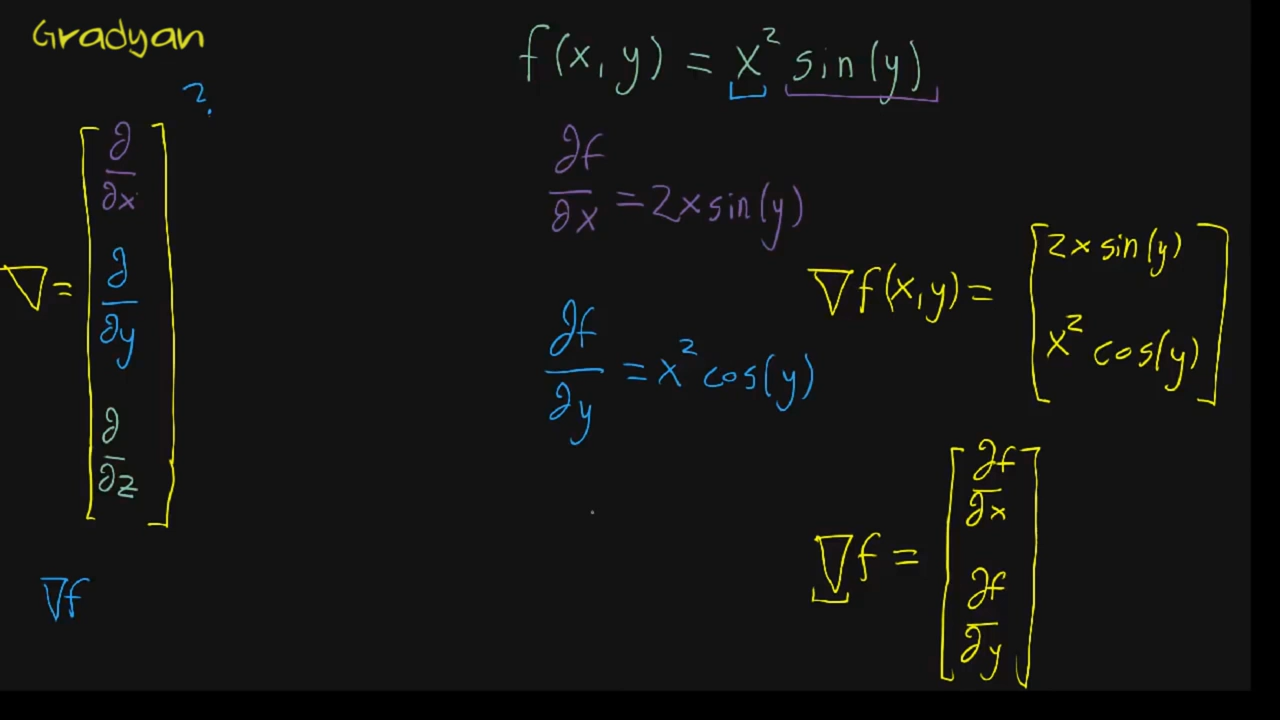 Gradyan
?
∇ = [ ∂/∂x ∂/∂y ∂/∂z ]
∇f
f(x,y) = x² sin(y)
∂f/∂x = 2x sin(y)
∂f/∂y = x² cos(y)
∇f(x,y) = [ 2x sin(y) x² cos(y) ]
∇f = [ ∂f/∂x ∂f/∂y ]